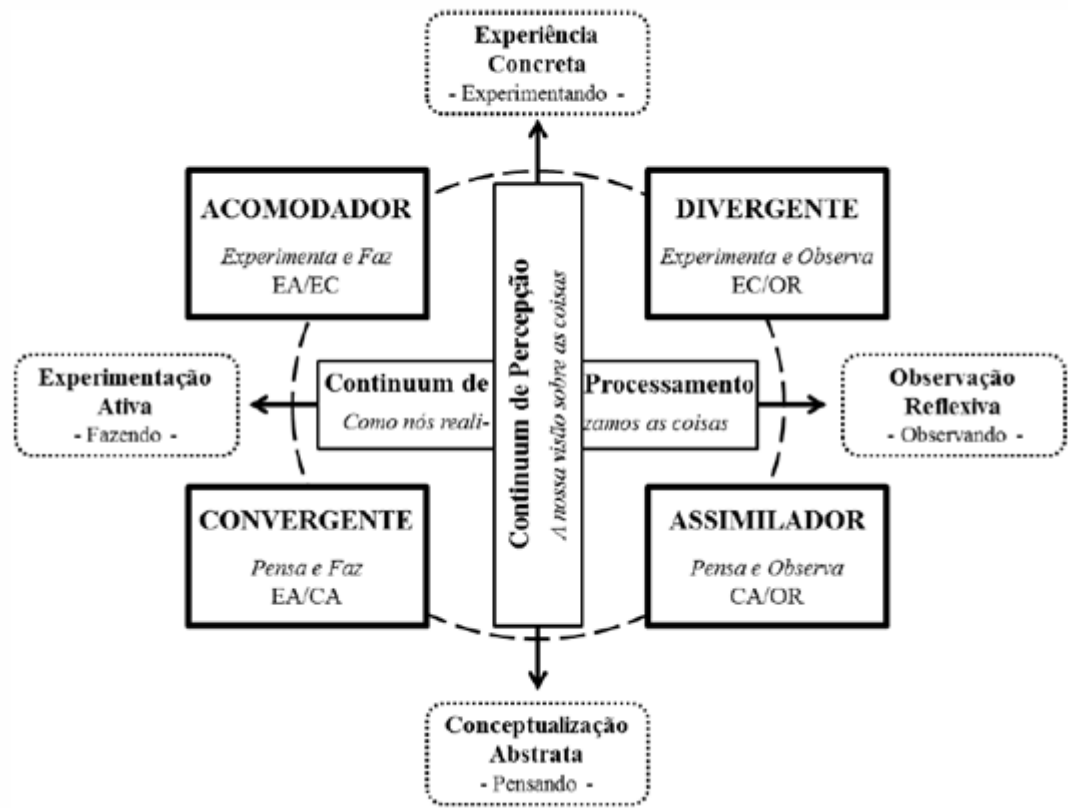 Experiência
Concreta
- Experimentando -
ACOMODADOR
Experimenta e Faz
EA/EC
DIVERGENTE
Experimenta e Observa
EC/OR
Continuum de Percepção
A nossa visão sobre as coisas
Experimentação
Ativa
- Fazendo -
Continuum de Processamento
Como nós reali- zamos as coisas
Observação
Reflexiva
- Observando -
CONVERGENTE
Pensa e Faz
EA/CA
ASSIMILADOR
Pensa e Observa
CA/OR
Conceptualização
Abstrata
- Pensando -